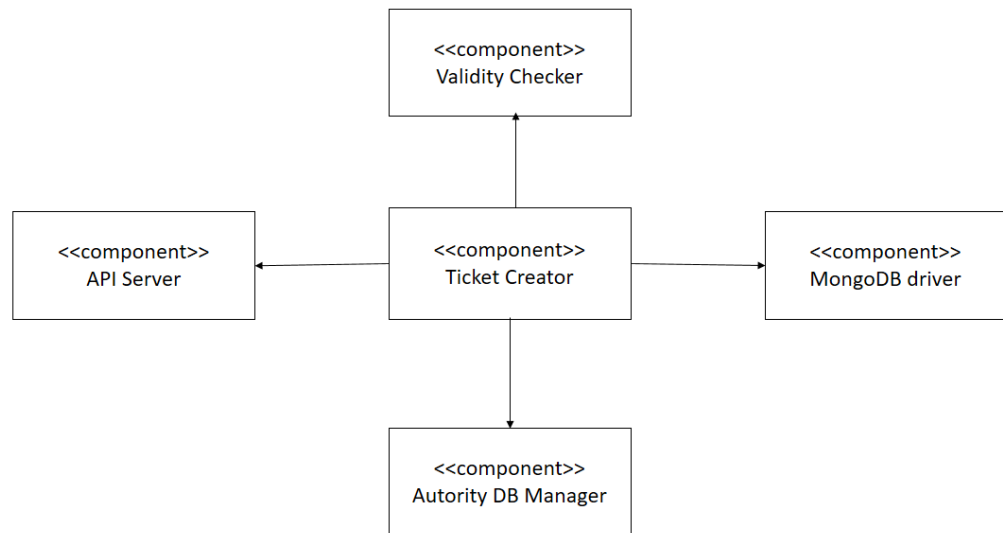 <<component>>
Validity Checker
<<component>>
API Server
<<component>>
Ticket Creator
<<component>>
MongoDB driver
<<component>>
Autority DB Manager